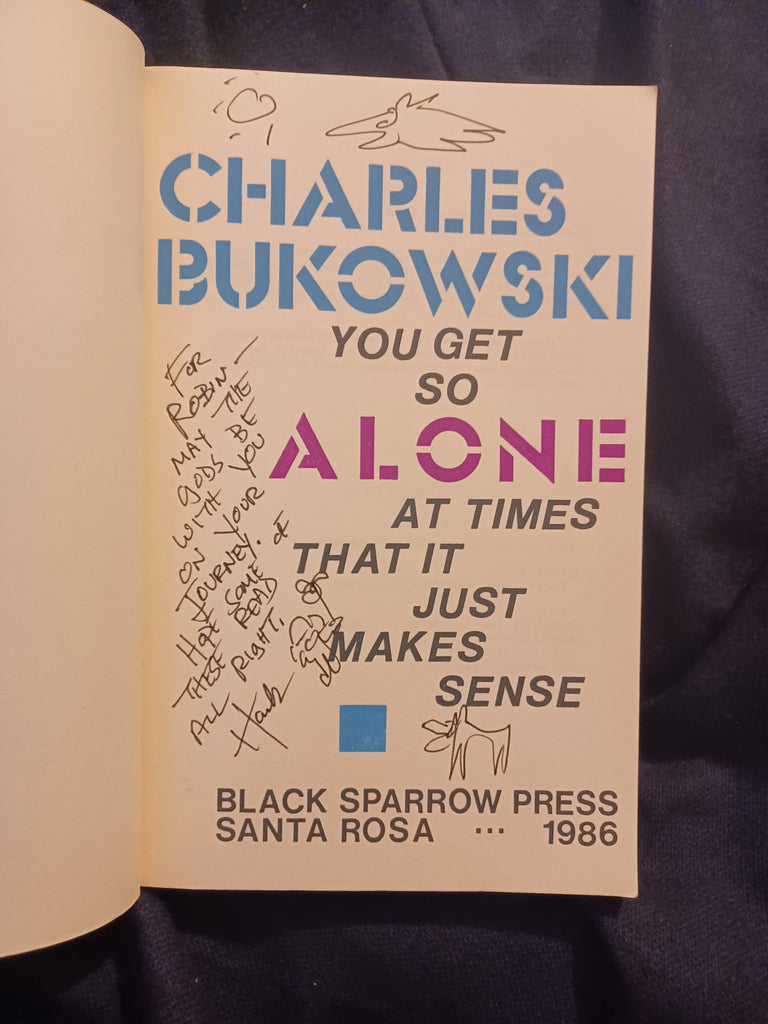 CHARLES
BUKOWSKI
YOU GET
SO
ALONE
AT TIMES
THAT IT
JUST
MAKES
SENSE
FOR
ROBIN —
MAY THE
GODS BE
WITH YOU
ON YOUR
JOURNEY.
HOPE SOME OF
THESE READ
ALL RIGHT,
Hank
BLACK SPARROW PRESS
SANTA ROSA ... 1986